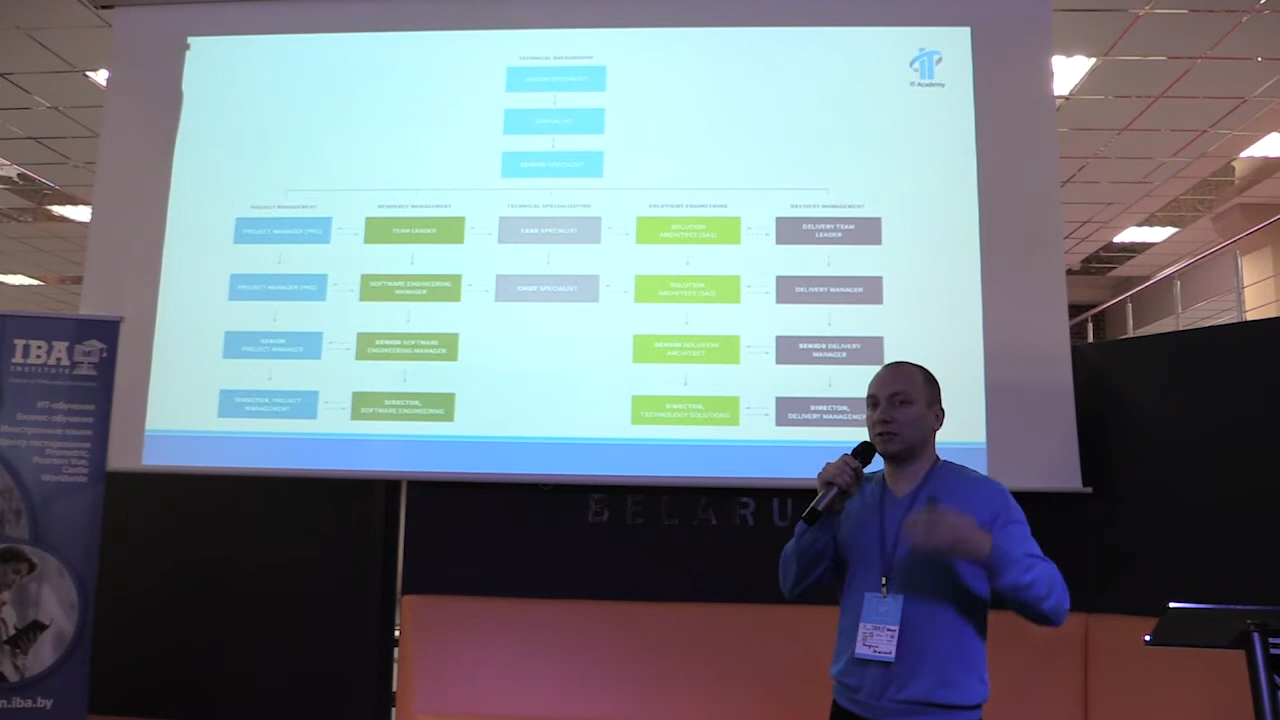 TECHNICAL BACKGROUND
IT-Academy
JUNIOR SPECIALIST
SPECIALIST
SENIOR SPECIALIST
PROJECT MANAGEMENT
RESOURCE MANAGEMENT
TECHNICAL SPECIALIZATION
SOLUTIONS ENGINEERING
DELIVERY MANAGEMENT
PROJECT MANAGER (PM1)
TEAM LEADER
LEAD SPECIALIST
SOLUTION
ARCHITECT (SA1)
DELIVERY TEAM
LEADER
PROJECT MANAGER (PM2)
SOFTWARE ENGINEERING
MANAGER
CHIEF SPECIALIST
SOLUTION
ARCHITECT (SA2)
DELIVERY MANAGER
SENIOR
PROJECT MANAGER
SENIOR SOFTWARE
ENGINEERING MANAGER
SENIOR SOLUTION
ARCHITECT
SENIOR DELIVERY
MANAGER
DIRECTOR, PROJECT
MANAGEMENT
DIRECTOR,
SOFTWARE ENGINEERING
DIRECTOR,
TECHNOLOGY SOLUTIONS
DIRECTOR,
DELIVERY MANAGEMENT
IBA
INSTITUTE
ИТ-обучение
Бизнес-обучение
Иностранные языки
Центр тестирования
Prometric,
Pearson Vue,
Castle
Worldwide
n.iba.by
BELARU